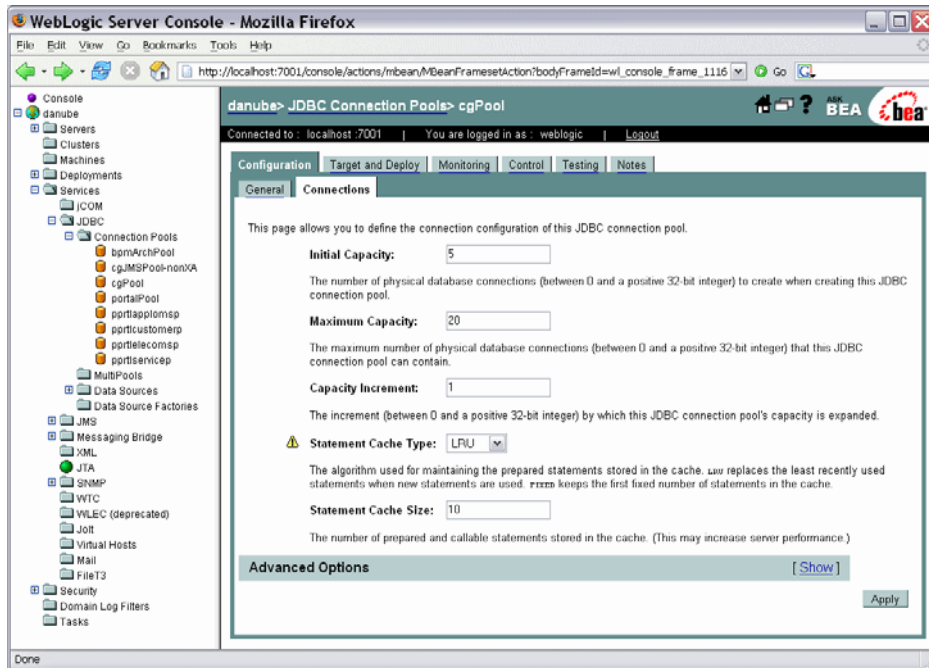 WebLogic Server Console - Mozilla Firefox
File Edit View Go Bookmarks Tools Help
http://localhost:7001/console/actions/mbean/MBeanFramesetAction?bodyFrameId=wl_console_frame_1116 Go
Console
danube
Servers
Clusters
Machines
Deployments
Services
jCOM
JDBC
Connection Pools
bpmArchPool
cgJMSPool-nonXA
cgPool
portalPool
pprtlapplomsp
pprtlcustomerp
pprtlelecomsp
pprtlservicep
MultiPools
Data Sources
Data Source Factories
JMS
Messaging Bridge
XML
JTA
SNMP
WTC
WLEC (deprecated)
Jolt
Virtual Hosts
Mail
FileT3
Security
Domain Log Filters
Tasks
danube> JDBC Connection Pools> cgPool
? ASK BEA bea
Connected to : localhost :7001 | You are logged in as : weblogic | Logout
Configuration Target and Deploy Monitoring Control Testing Notes
General Connections
This page allows you to define the connection configuration of this JDBC connection pool.
Initial Capacity: 5
The number of physical database connections (between 0 and a positive 32-bit integer) to create when creating this JDBC
connection pool.
Maximum Capacity: 20
The maximum number of physical database connections (between 0 and a positive 32-bit integer) that this JDBC
connection pool can contain.
Capacity Increment: 1
The increment (between 0 and a positive 32-bit integer) by which this JDBC connection pool's capacity is expanded.
Statement Cache Type: LRU
The algorithm used for maintaining the prepared statements stored in the cache. LRU replaces the least recently used
statements when new statements are used. FIXED keeps the first fixed number of statements in the cache.
Statement Cache Size: 10
The number of prepared and callable statements stored in the cache. (This may increase server performance.)
Advanced Options [ Show ]
Apply
Done